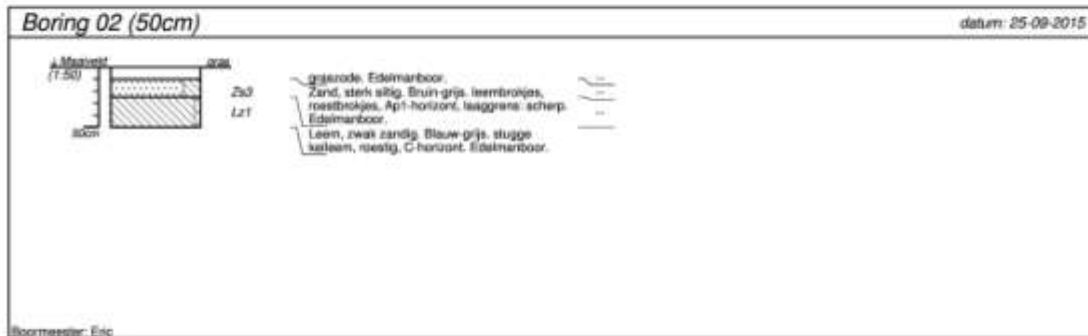 Boring 02 (50cm)
datum: 25-09-2015
Maaiveld
gras
(1:50)
graszode. Edelmanboor.
Zs3
Zand, sterk siltig. Bruin-grijs. leembrokjes,
roestbrokjes, Ap1-horizont, laaggrens: scherp.
Edelmanboor.
Lz1
Leem, zwak zandig. Blauw-grijs. stugge
keileem, roestig, C-horizont. Edelmanboor.
50cm
Boormeester: Eric